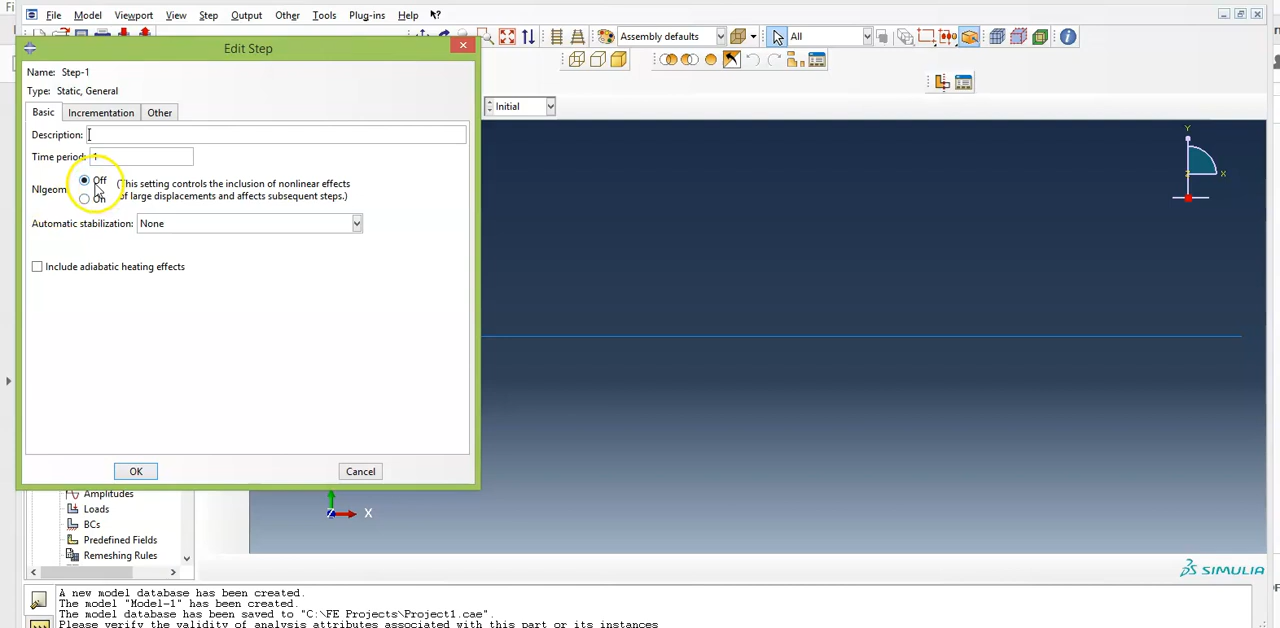 File Model Viewport View Step Output Other Tools Plug-ins Help
Edit Step
Assembly defaults
All
Name: Step-1
Type: Static, General
Basic Incrementation Other
Initial
Description:
Time period: 1
Nlgeom:
Off
On
(This setting controls the inclusion of nonlinear effects
of large displacements and affects subsequent steps.)
Automatic stabilization: None
Include adiabatic heating effects
OK Cancel
Y
X
Z
Amplitudes
Loads
BCs
Predefined Fields
Remeshing Rules
X
SIMULIA
A new model database has been created.
The model "Model-1" has been created.
The model database has been saved to "C:\FE Projects\Project1.cae".
Please verify the validity of analysis attributes associated with this part or its instances